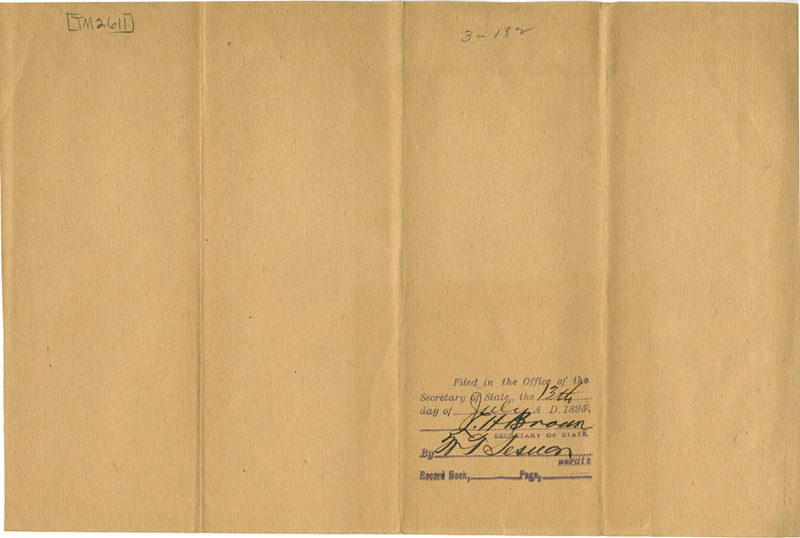 [TM2611]
3-182
Filed in the Office of the
Secretary of State, the 13th
day of July A. D. 1895.
L. H. Brown
SECRETARY OF STATE.
By W. T.
DEPUTY
Record Book, Page,